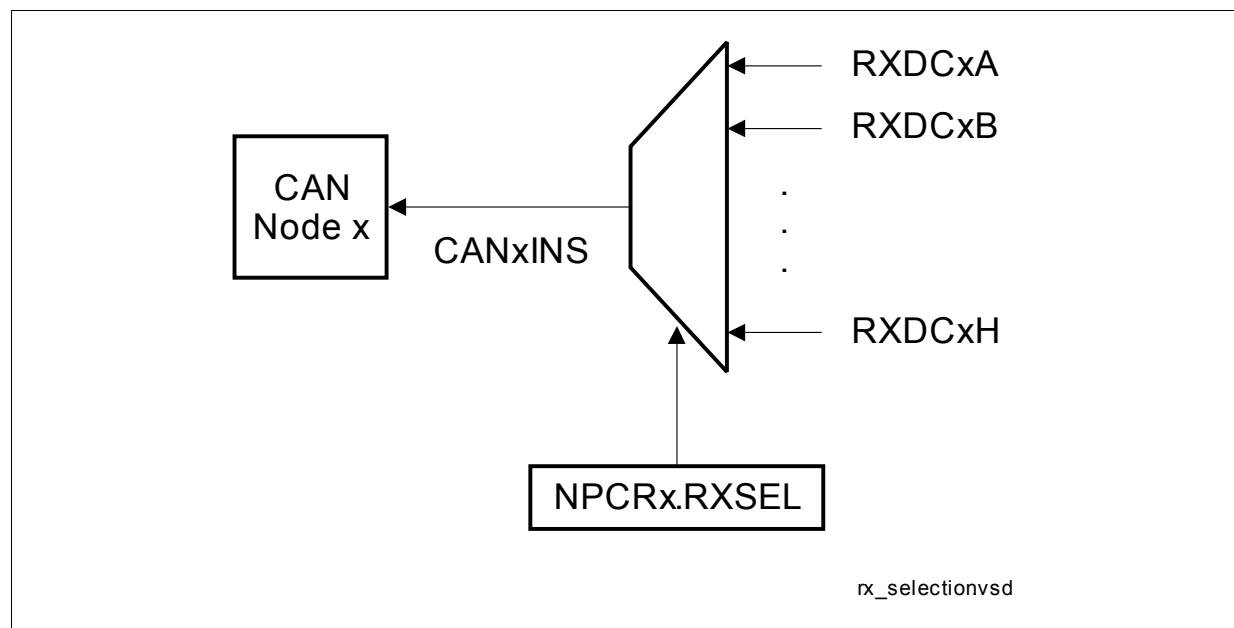 RXDCxA
RXDCxB
CAN
Node x
CANxINS
.
.
.
RXDCxH
NPCRx.RXSEL
rx_selectionvsd